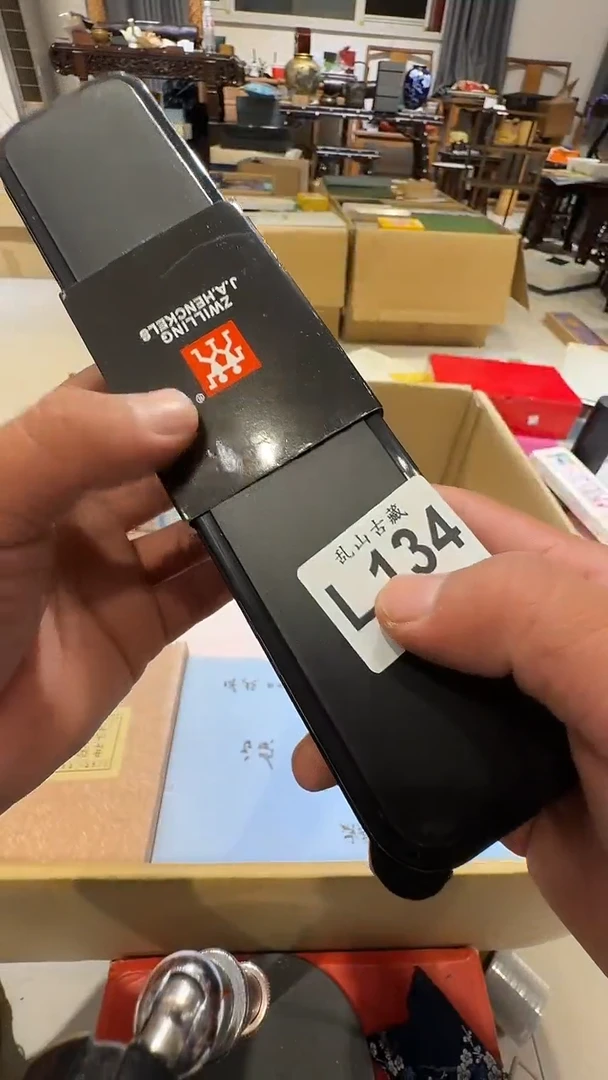 ZWILLING
J.A.HENCKELS
®
乱山古藏
L134